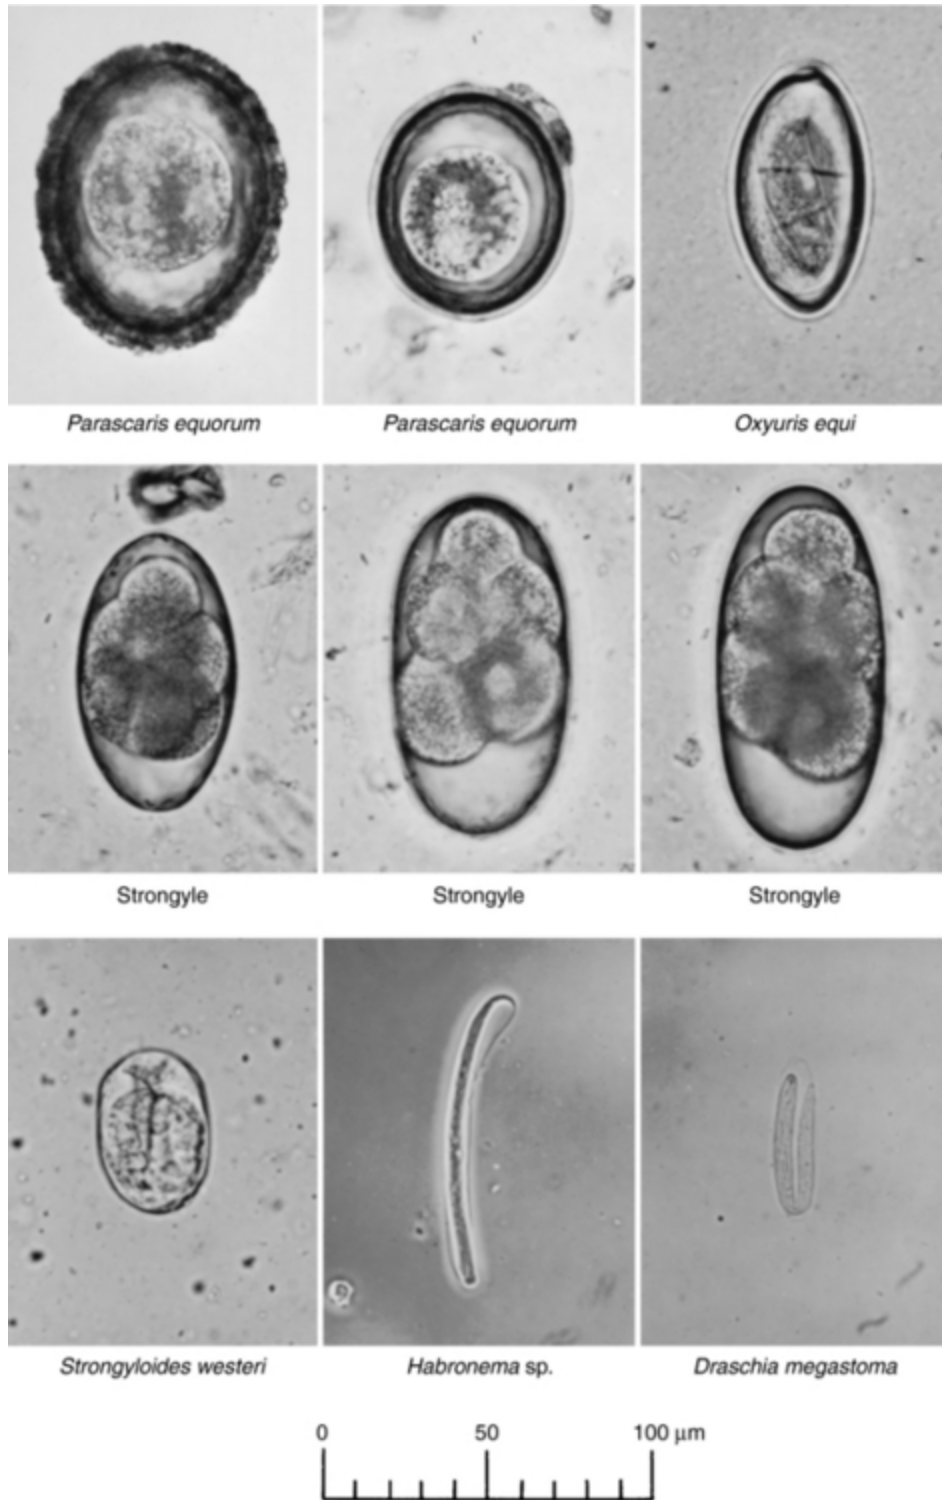 Parascaris equorum Parascaris equorum Oxyuris equi
Strongyle Strongyle Strongyle
Strongyloides westeri Habronema sp. Draschia megastoma
0 50 100 μm